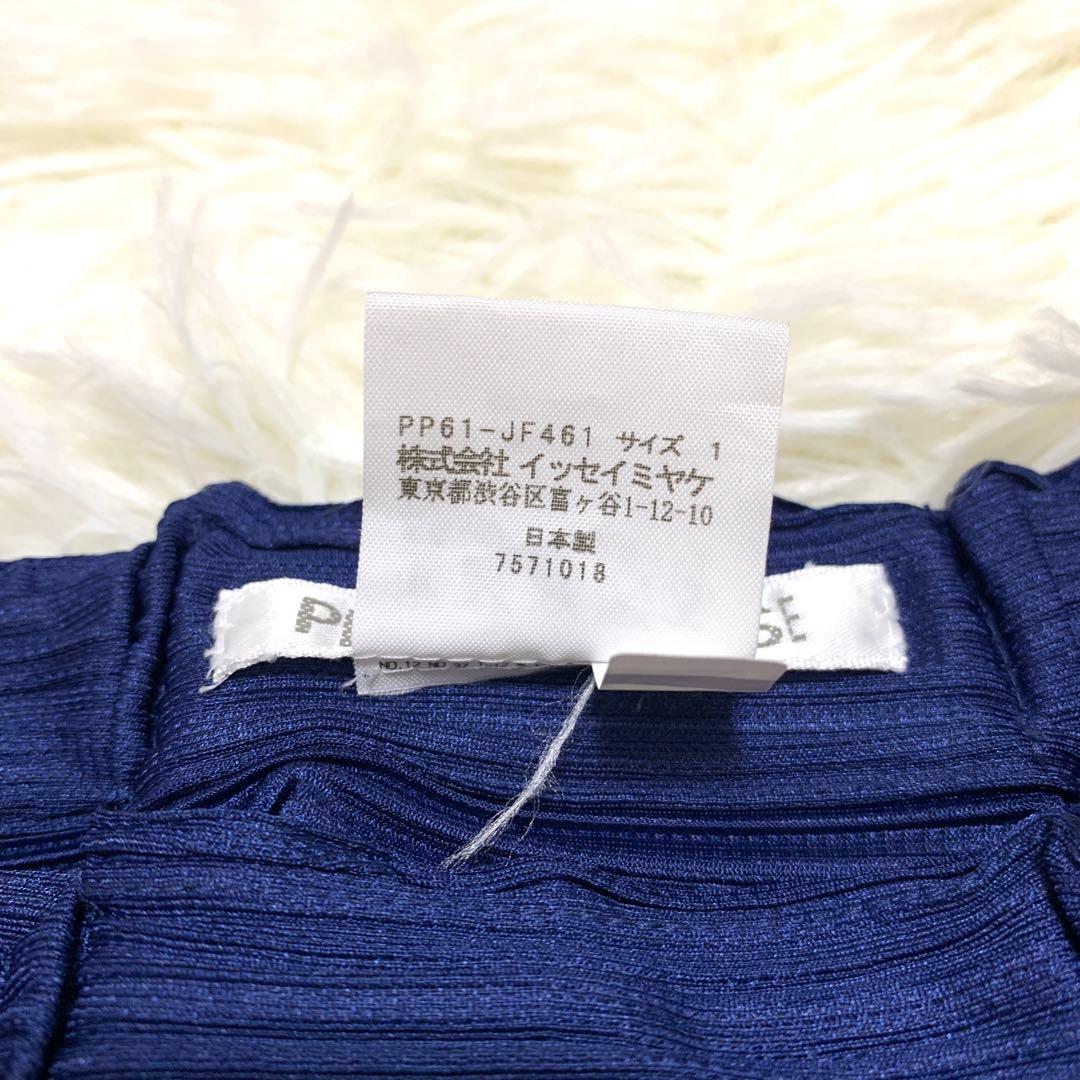 PP61-JF461 サイズ 1
株式会社 イッセイミヤケ
東京都渋谷区富ヶ谷1-12-10
日本製
7571018